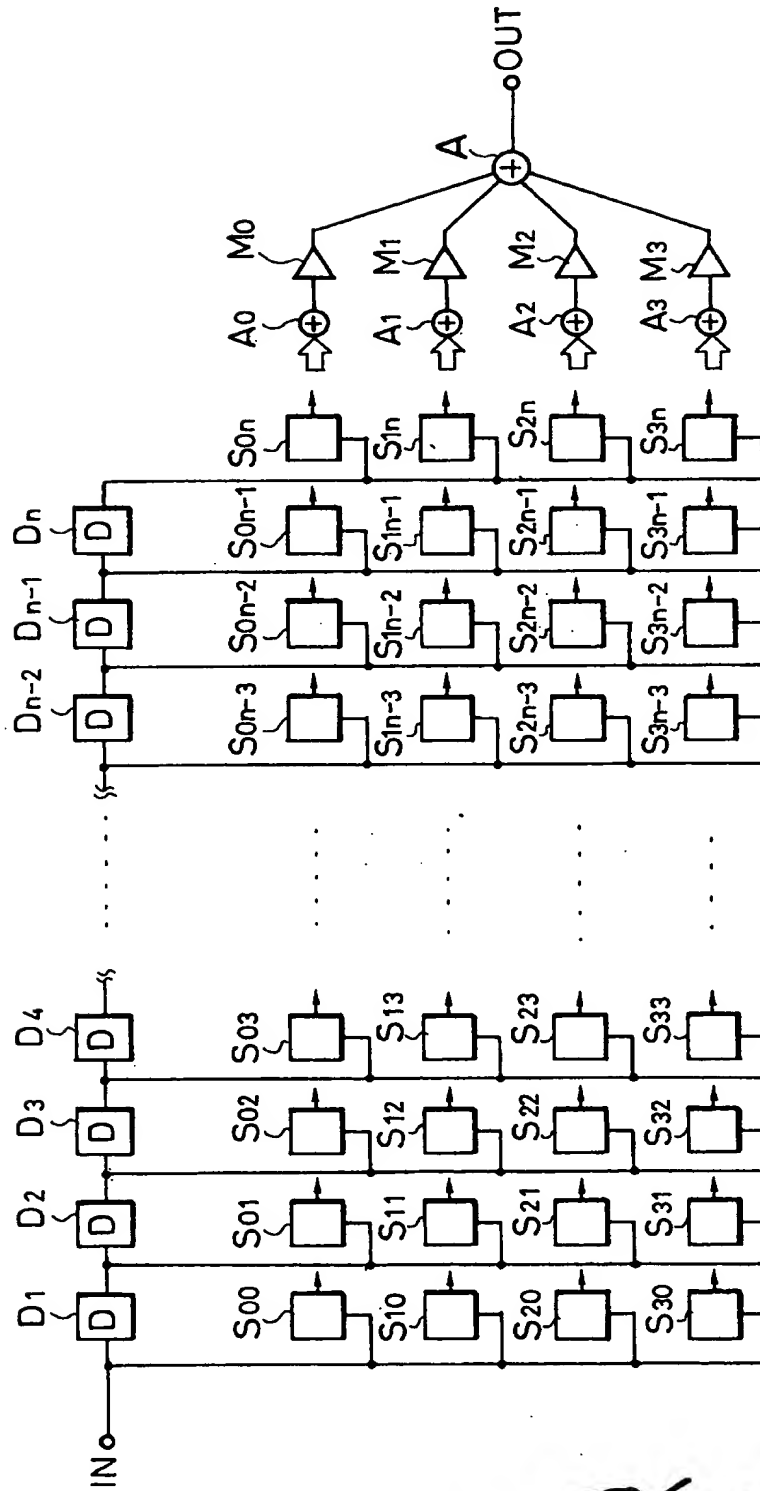 D1 D2 D3 D4 Dn-2 Dn-1 Dn
IN D D D D D D D
S00 S01 S02 S03 S0n-3 S0n-2 S0n-1 S0n A0 M0
S10 S11 S12 S13 S1n-3 S1n-2 S1n-1 S1n A1 M1
A OUT
S20 S21 S22 S23 S2n-3 S2n-2 S2n-1 S2n A2 M2
S30 S31 S32 S33 S3n-3 S3n-2 S3n-1 S3n A3 M3